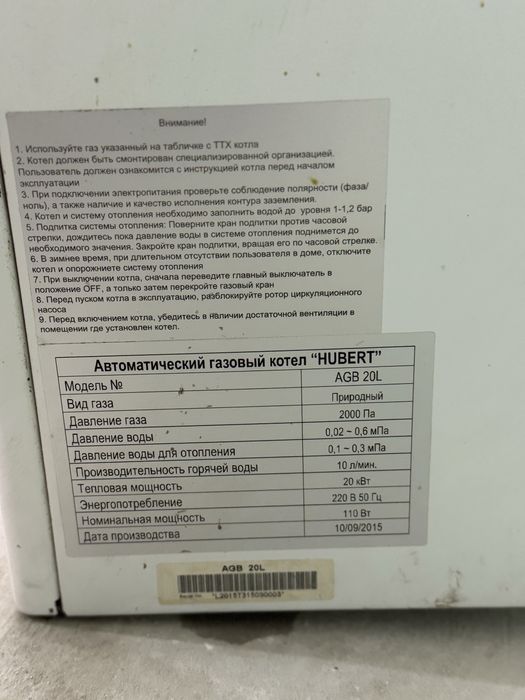 Внимание!
1. Используйте газ указанный на табличке с ТТХ котла
2. Котел должен быть смонтирован специализированной организацией.
Пользователь должен ознакомится с инструкцией котла перед началом
эксплуатации
3. При подключении электропитания проверьте соблюдение полярности (фаза/
ноль), а также наличие и качество исполнения контура заземления.
4. Котел и систему отопления необходимо заполнить водой до уровня 1-1,2 бар
5. Подпитка системы отопления: Поверните кран подпитки против часовой
стрелки, дождитесь пока давление воды в системе отопления поднимется до
необходимого значения. Закройте кран подпитки, вращая его по часовой стрелке.
6. В зимнее время, при длительном отсутствии пользователя в доме, отключите
котел и опорожниете систему отопления
7. При выключении котла, сначала переведите главный выключатель в
положение OFF, а только затем перекройте газовый кран
8. Перед пуском котла в эксплуатацию, разблокируйте ротор циркуляционного
насоса
9. Перед включением котла, убедитесь в наличии достаточной вентиляции в
помещении где установлен котел.
Автоматический газовый котел "HUBERT"
Модель № AGB 20L
Вид газа Природный
Давление газа 2000 Па
Давление воды 0,02 ~ 0,6 мПа
Давление воды для отопления 0,1 ~ 0,3 мПа
Производительность горячей воды 10 л/мин.
Тепловая мощность 20 кВт
Энергопотребление 220 В 50 Гц
Номинальная мощность 110 Вт
Дата производства 10/09/2015
AGB 20L
"L2015T315090003"